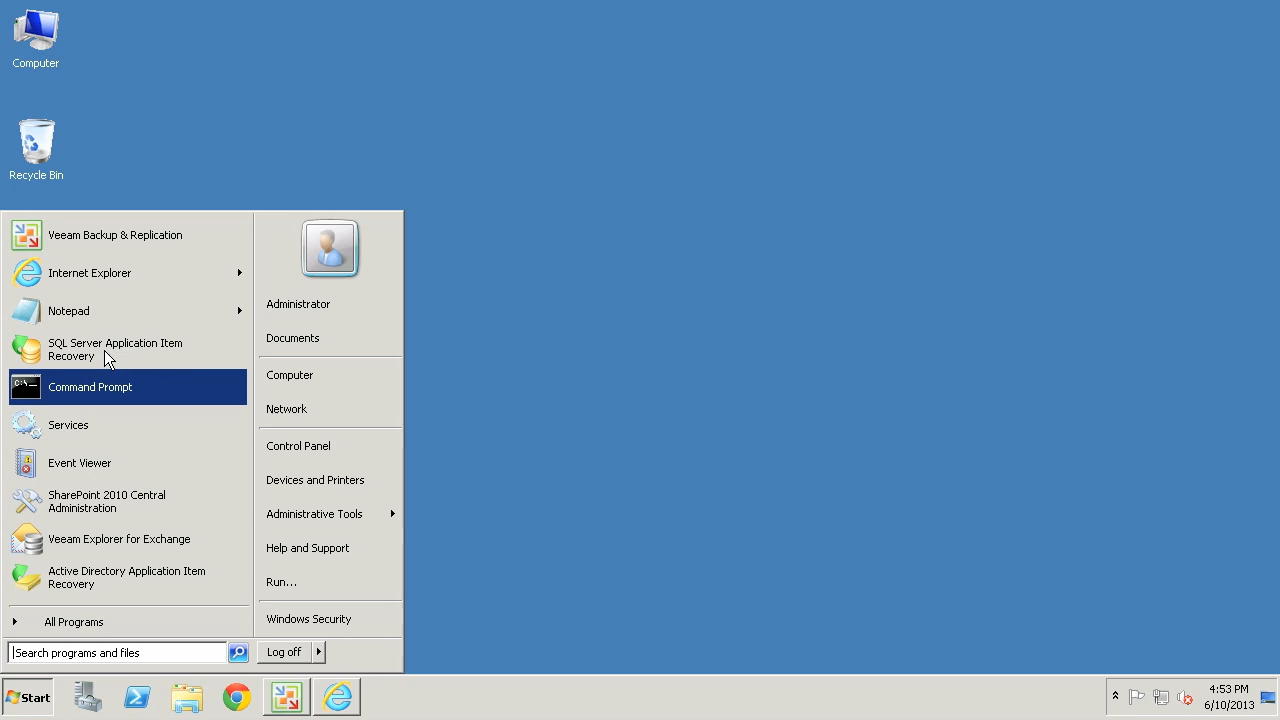 Computer
Recycle Bin
Veeam Backup & Replication
Internet Explorer
Notepad
SQL Server Application Item
Recovery
Command Prompt
Services
Event Viewer
SharePoint 2010 Central
Administration
Veeam Explorer for Exchange
Active Directory Application Item
Recovery
All Programs
Search programs and files
Administrator
Documents
Computer
Network
Control Panel
Devices and Printers
Administrative Tools
Help and Support
Run...
Windows Security
Log off
Start
4:53 PM
6/10/2013